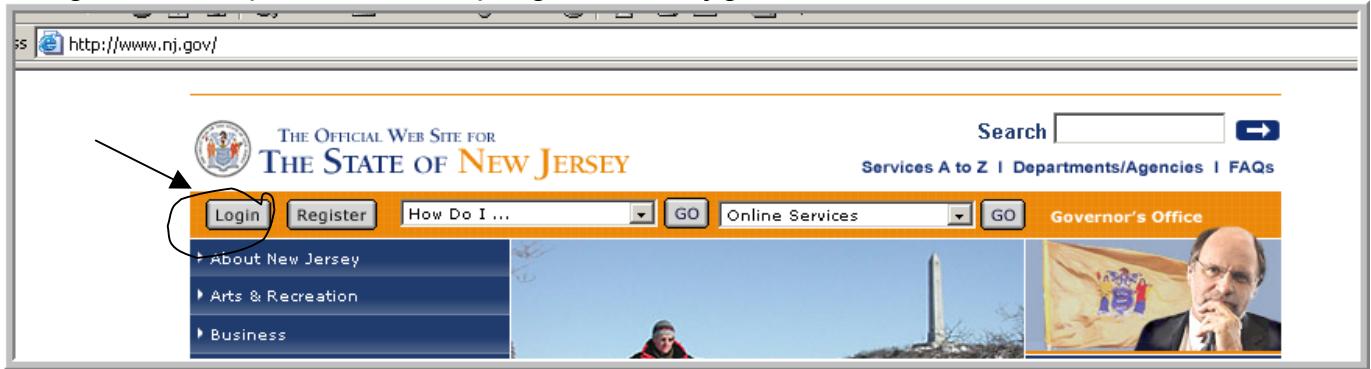 ss http://www.nj.gov/
THE OFFICIAL WEB SITE FOR
THE STATE OF NEW JERSEY
Search
Services A to Z | Departments/Agencies | FAQs
Login Register How Do I ... GO Online Services GO Governor's Office
About New Jersey
Arts & Recreation
Business